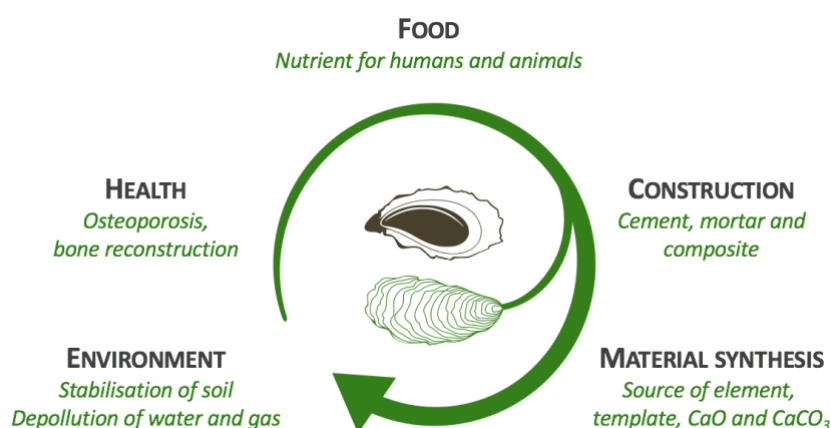 FOOD
Nutrient for humans and animals
HEALTH
Osteoporosis,
bone reconstruction
CONSTRUCTION
Cement, mortar and
composite
ENVIRONMENT
Stabilisation of soil
Depollution of water and gas
MATERIAL SYNTHESIS
Source of element,
template, CaO and CaCO₃